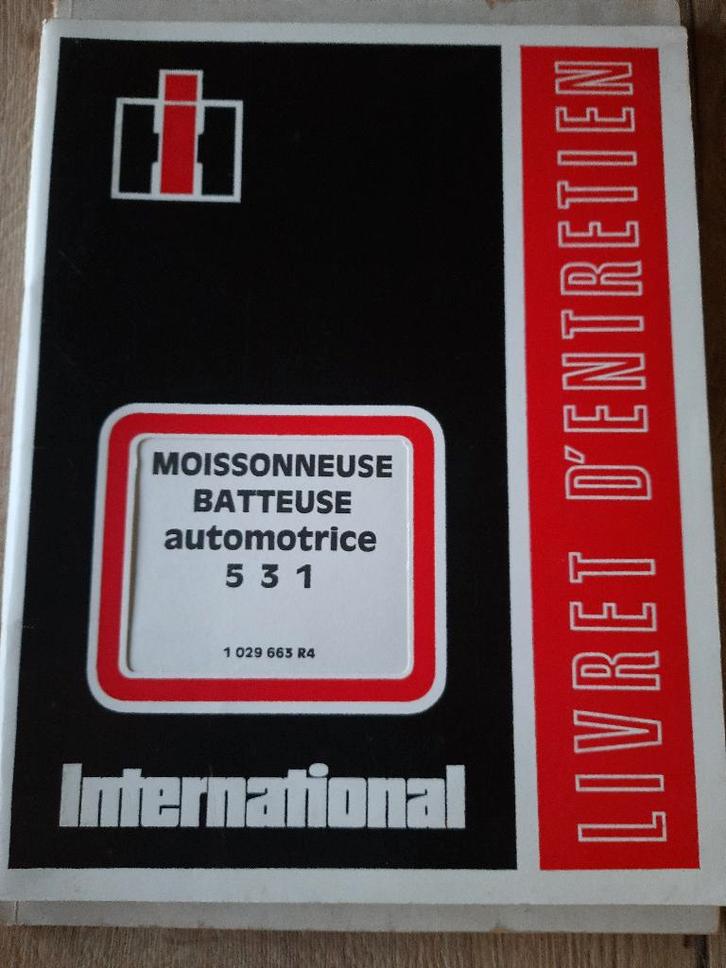 MOISSONNEUSE
BATTEUSE
automotrice
5 3 1
1 029 663 R4
International
LIVRET D'ENTRETIEN